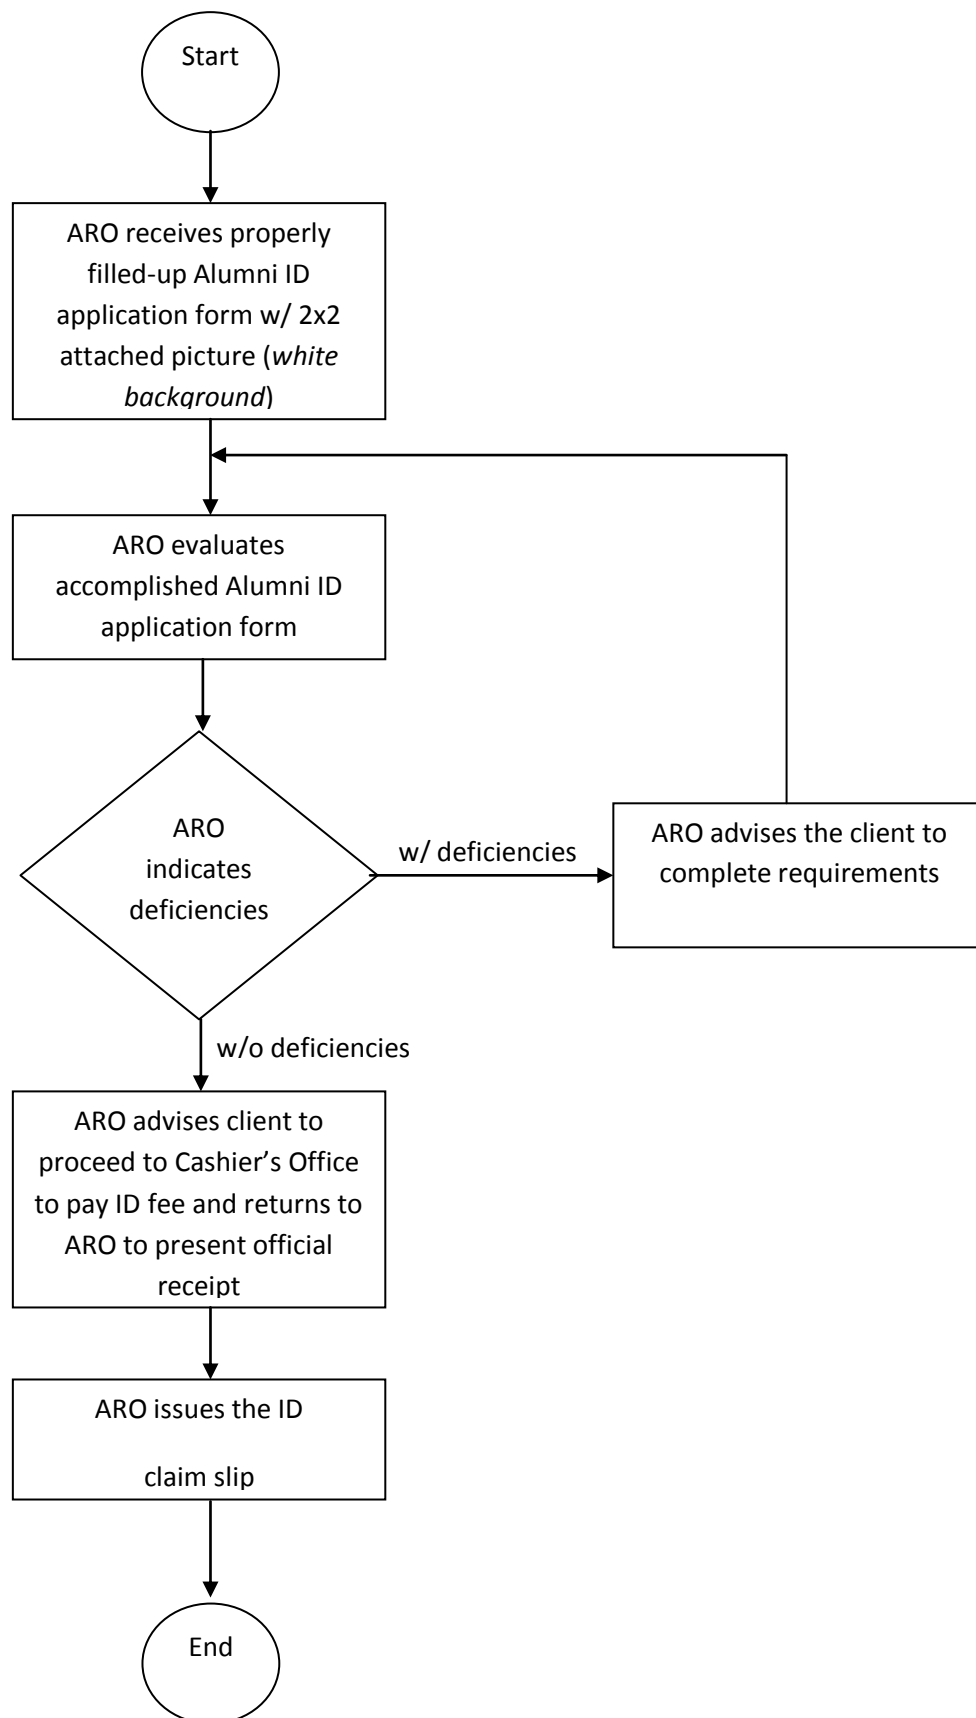 Start
ARO receives properly
filled-up Alumni ID
application form w/ 2x2
attached picture (white
background)
ARO evaluates
accomplished Alumni ID
application form
ARO
indicates
deficiencies
w/ deficiencies
ARO advises the client to
complete requirements
w/o deficiencies
ARO advises client to
proceed to Cashier’s Office
to pay ID fee and returns to
ARO to present official
receipt
ARO issues the ID
claim slip
End